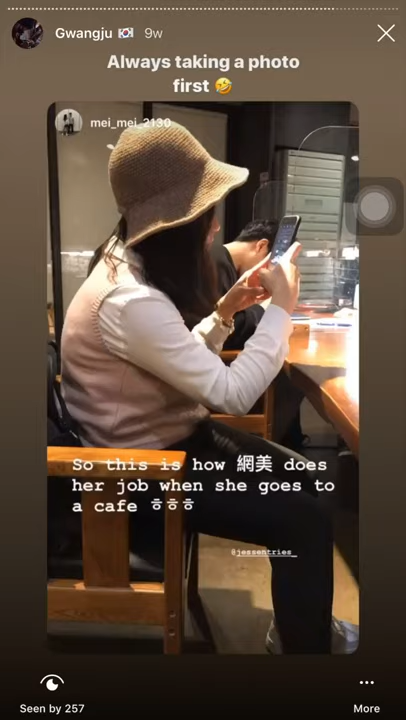 Gwangju 🇰🇷 9w
Always taking a photo
first 🤣
mei_mei_2130
So this is how 網美 does
her job when she goes to
a cafe ㅎㅎㅎ
@jessentries_
Seen by 257
More